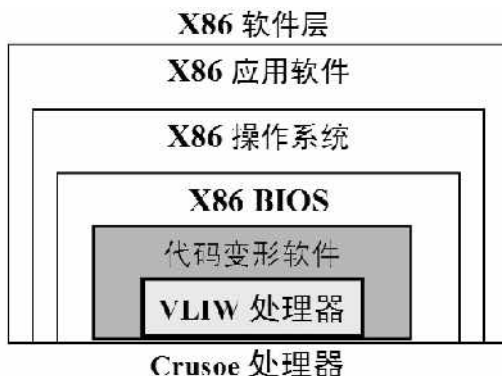 X86 软件层
X86 应用软件
X86 操作系统
X86 BIOS
代码变形软件
VLIW 处理器
Crusoe 处理器